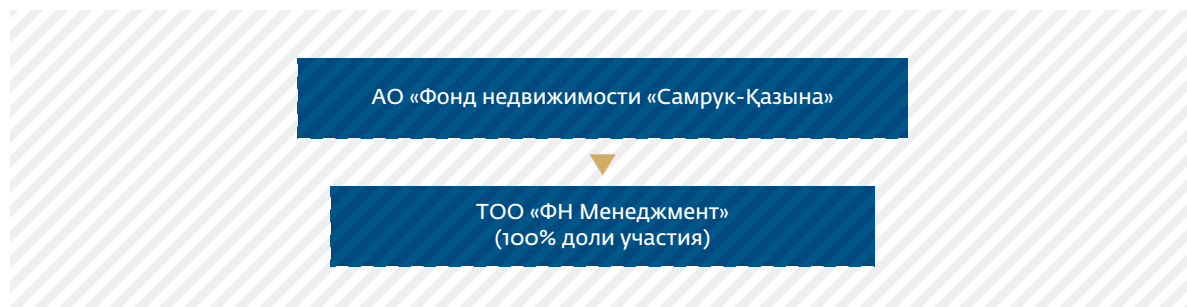 АО «Фонд недвижимости «Самрук-Қазына»
ТОО «ФН Менеджмент»
(100% доли участия)